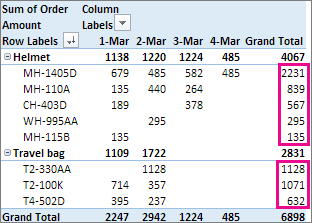 Sum of Order Column
Amount Labels
Row Labels 1-Mar 2-Mar 3-Mar 4-Mar Grand Total
Helmet 1138 1220 1224 485 4067
MH-1405D 679 485 582 485 2231
MH-110A 135 440 264 839
CH-403D 189 378 567
WH-995AA 295 295
MH-115B 135 135
Travel bag 1109 1722 2831
T2-330AA 1128 1128
T2-100K 714 357 1071
T4-502D 395 237 632
Grand Total 2247 2942 1224 485 6898